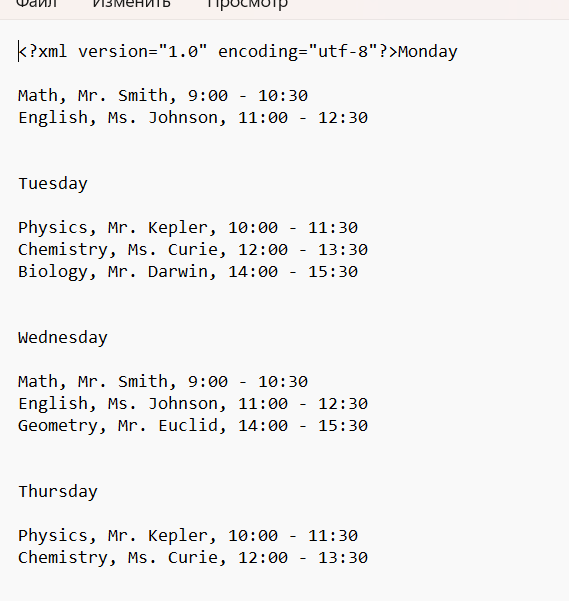 Файл Изменить Просмотр
<?xml version="1.0" encoding="utf-8"?>Monday
Math, Mr. Smith, 9:00 - 10:30
English, Ms. Johnson, 11:00 - 12:30
Tuesday
Physics, Mr. Kepler, 10:00 - 11:30
Chemistry, Ms. Curie, 12:00 - 13:30
Biology, Mr. Darwin, 14:00 - 15:30
Wednesday
Math, Mr. Smith, 9:00 - 10:30
English, Ms. Johnson, 11:00 - 12:30
Geometry, Mr. Euclid, 14:00 - 15:30
Thursday
Physics, Mr. Kepler, 10:00 - 11:30
Chemistry, Ms. Curie, 12:00 - 13:30